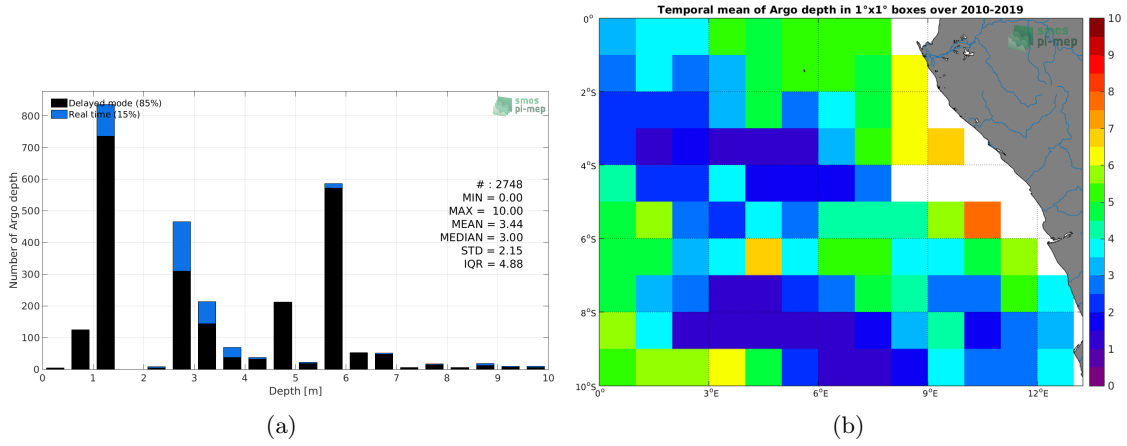 Delayed mode (85%)
Real time (15%)
smos
pi-mep
800
700
600
500
400
300
200
100
0
Number of Argo depth
# : 2748
MIN = 0.00
MAX = 10.00
MEAN = 3.44
MEDIAN = 3.00
STD = 2.15
IQR = 4.88
0 1 2 3 4 5 6 7 8 9 10
Depth [m]
(a)
Temporal mean of Argo depth in 1°x1° boxes over 2010-2019
smos
pi-mep
0°
2°S
4°S
6°S
8°S
10°S
0°E 3°E 6°E 9°E 12°E
10
9
8
7
6
5
4
3
2
1
0
(b)